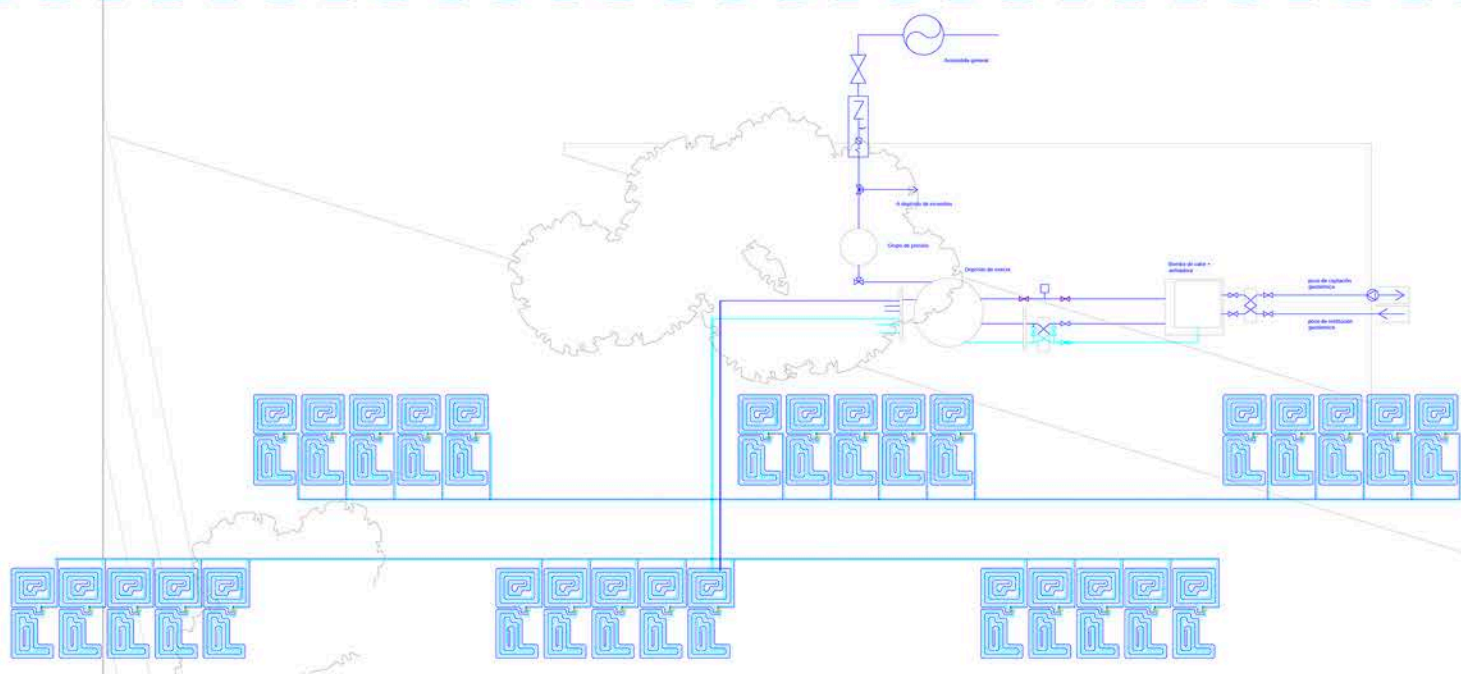 Acometida general
A depósito de incendios
Grupo de presión
Depósito de inercia
Bomba de calor +
enfriadora
pozo de captación
geotérmica
pozo de restitución
geotérmica